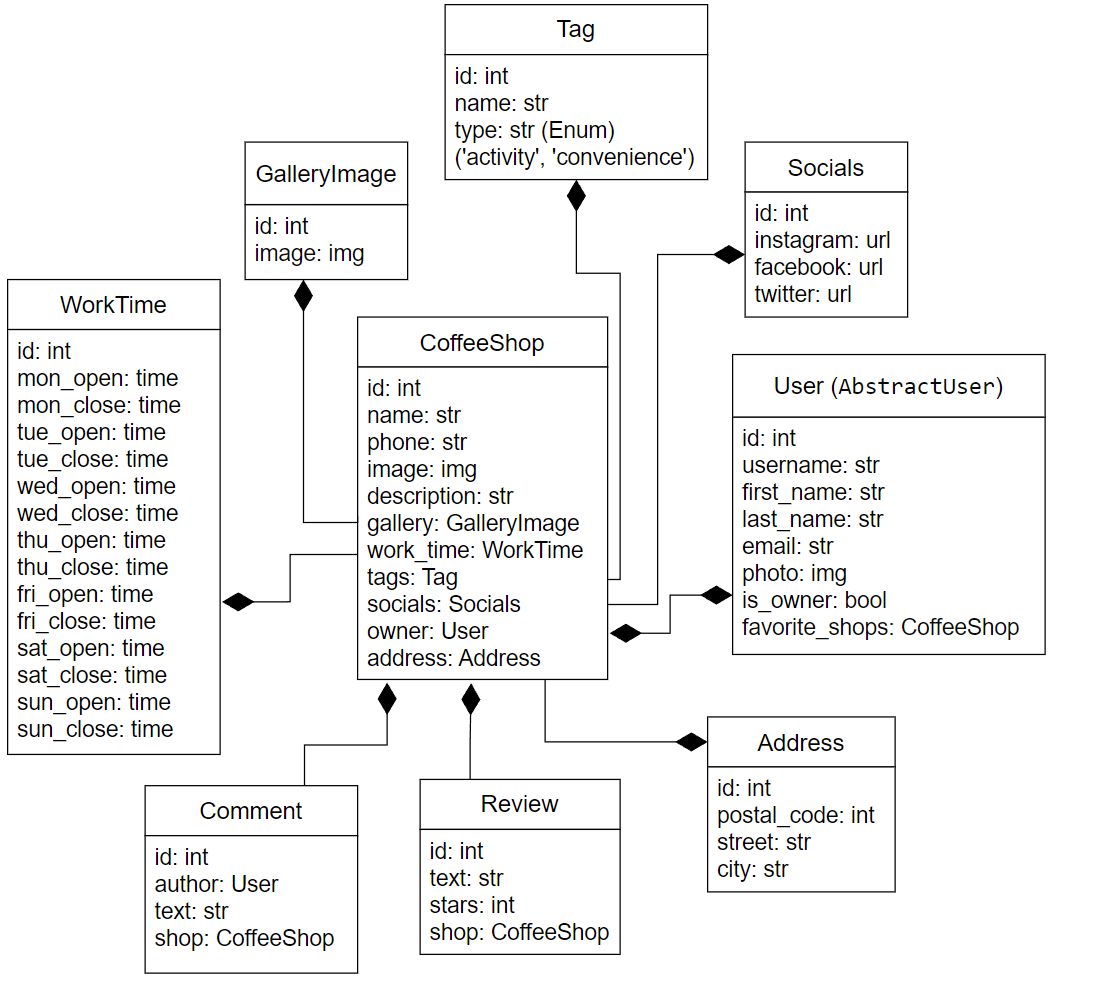 Tag
id: int
name: str
type: str (Enum)
('activity', 'convenience')
GalleryImage
id: int
image: img
Socials
id: int
instagram: url
facebook: url
twitter: url
WorkTime
id: int
mon_open: time
mon_close: time
tue_open: time
tue_close: time
wed_open: time
wed_close: time
thu_open: time
thu_close: time
fri_open: time
fri_close: time
sat_open: time
sat_close: time
sun_open: time
sun_close: time
CoffeeShop
id: int
name: str
phone: str
image: img
description: str
gallery: GalleryImage
work_time: WorkTime
tags: Tag
socials: Socials
owner: User
address: Address
User (AbstractUser)
id: int
username: str
first_name: str
last_name: str
email: str
photo: img
is_owner: bool
favorite_shops: CoffeeShop
Comment
id: int
author: User
text: str
shop: CoffeeShop
Review
id: int
text: str
stars: int
shop: CoffeeShop
Address
id: int
postal_code: int
street: str
city: str